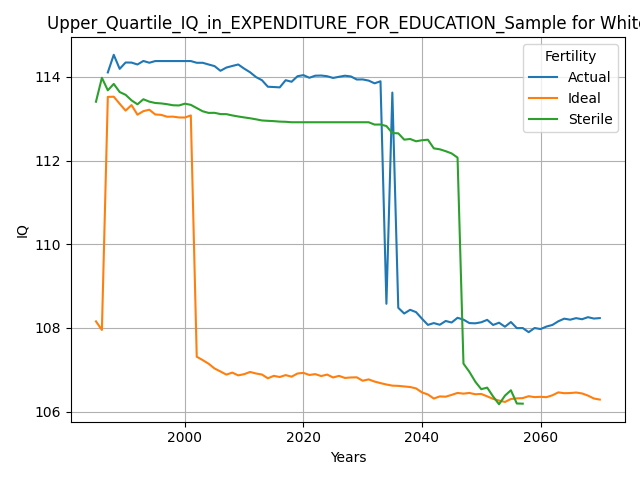 Upper_Quartile_IQ_in_EXPENDITURE_FOR_EDUCATION_Sample for White
Fertility
Actual
Ideal
Sterile
114
112
110
108
106
IQ
2000
2020
2040
2060
Years